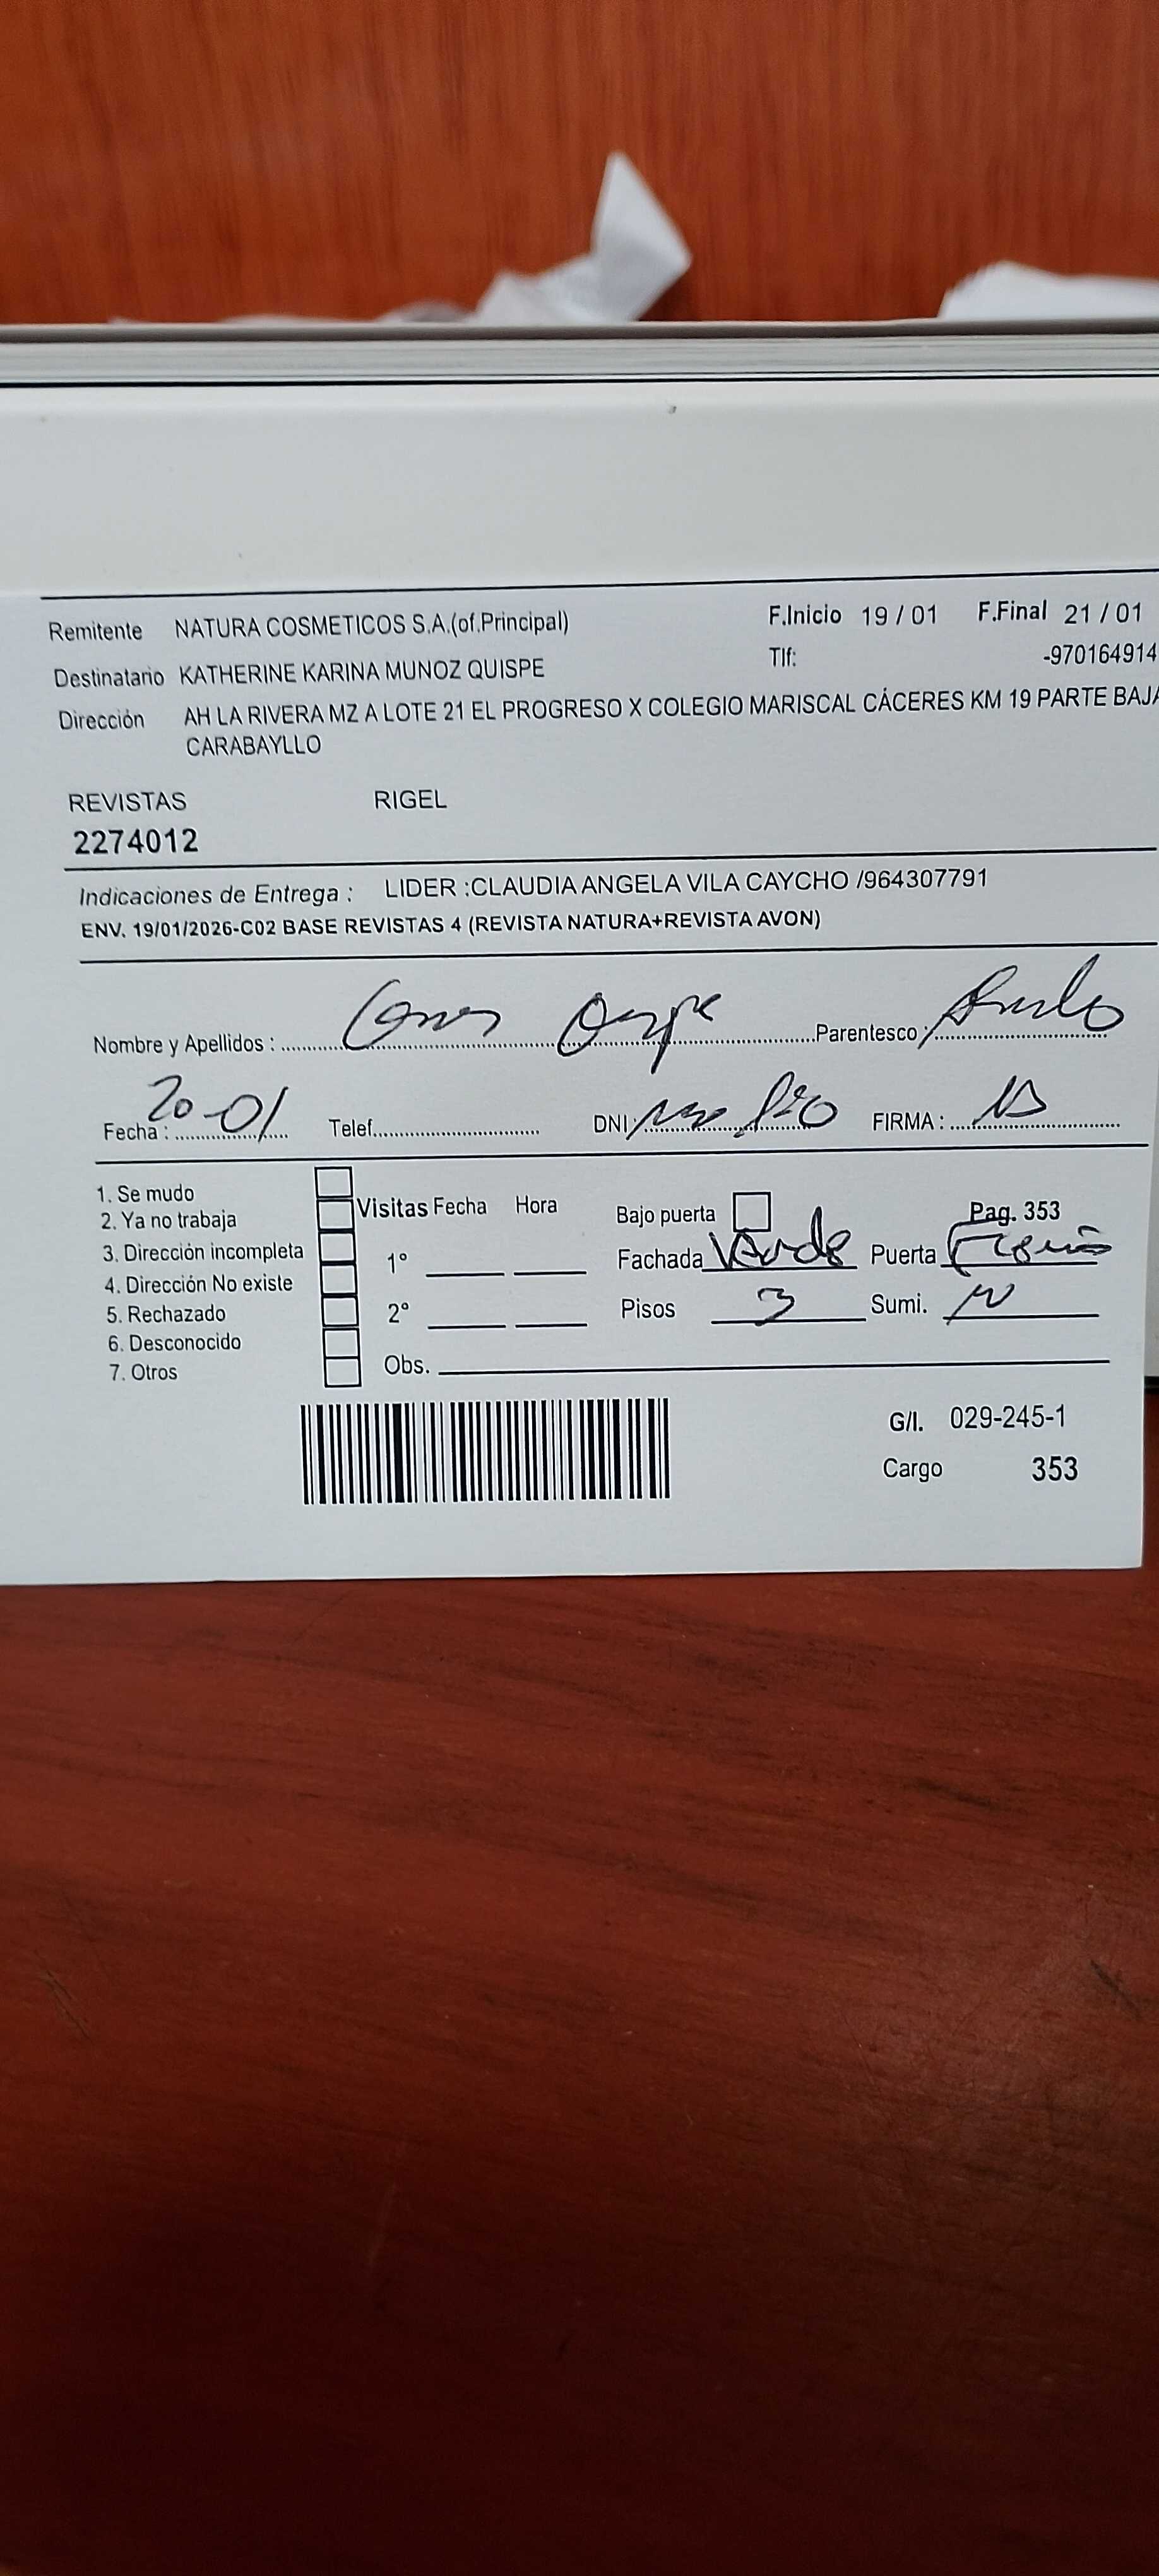 Remitente NATURA COSMETICOS S.A.(of.Principal) F.Inicio 19 / 01 F.Final 21 / 01
Destinatario KATHERINE KARINA MUNOZ QUISPE Tlf: -970164914
Dirección AH LA RIVERA MZ A LOTE 21 EL PROGRESO X COLEGIO MARISCAL CÁCERES KM 19 PARTE BAJA
CARABAYLLO
REVISTAS RIGEL
2274012
Indicaciones de Entrega : LIDER :CLAUDIA ANGELA VILA CAYCHO /964307791
ENV. 19/01/2026-C02 BASE REVISTAS 4 (REVISTA NATURA+REVISTA AVON)
Nombre y Apellidos : Parentesco :
Fecha : 20-01 Telef. DNI: FIRMA :
1. Se mudo
2. Ya no trabaja Visitas Fecha Hora Bajo puerta Pag. 353
3. Dirección incompleta 1° Fachada Verde Puerta
4. Dirección No existe
5. Rechazado 2° Pisos 3 Sumi. N
6. Desconocido
7. Otros Obs.
G/I. 029-245-1
Cargo 353